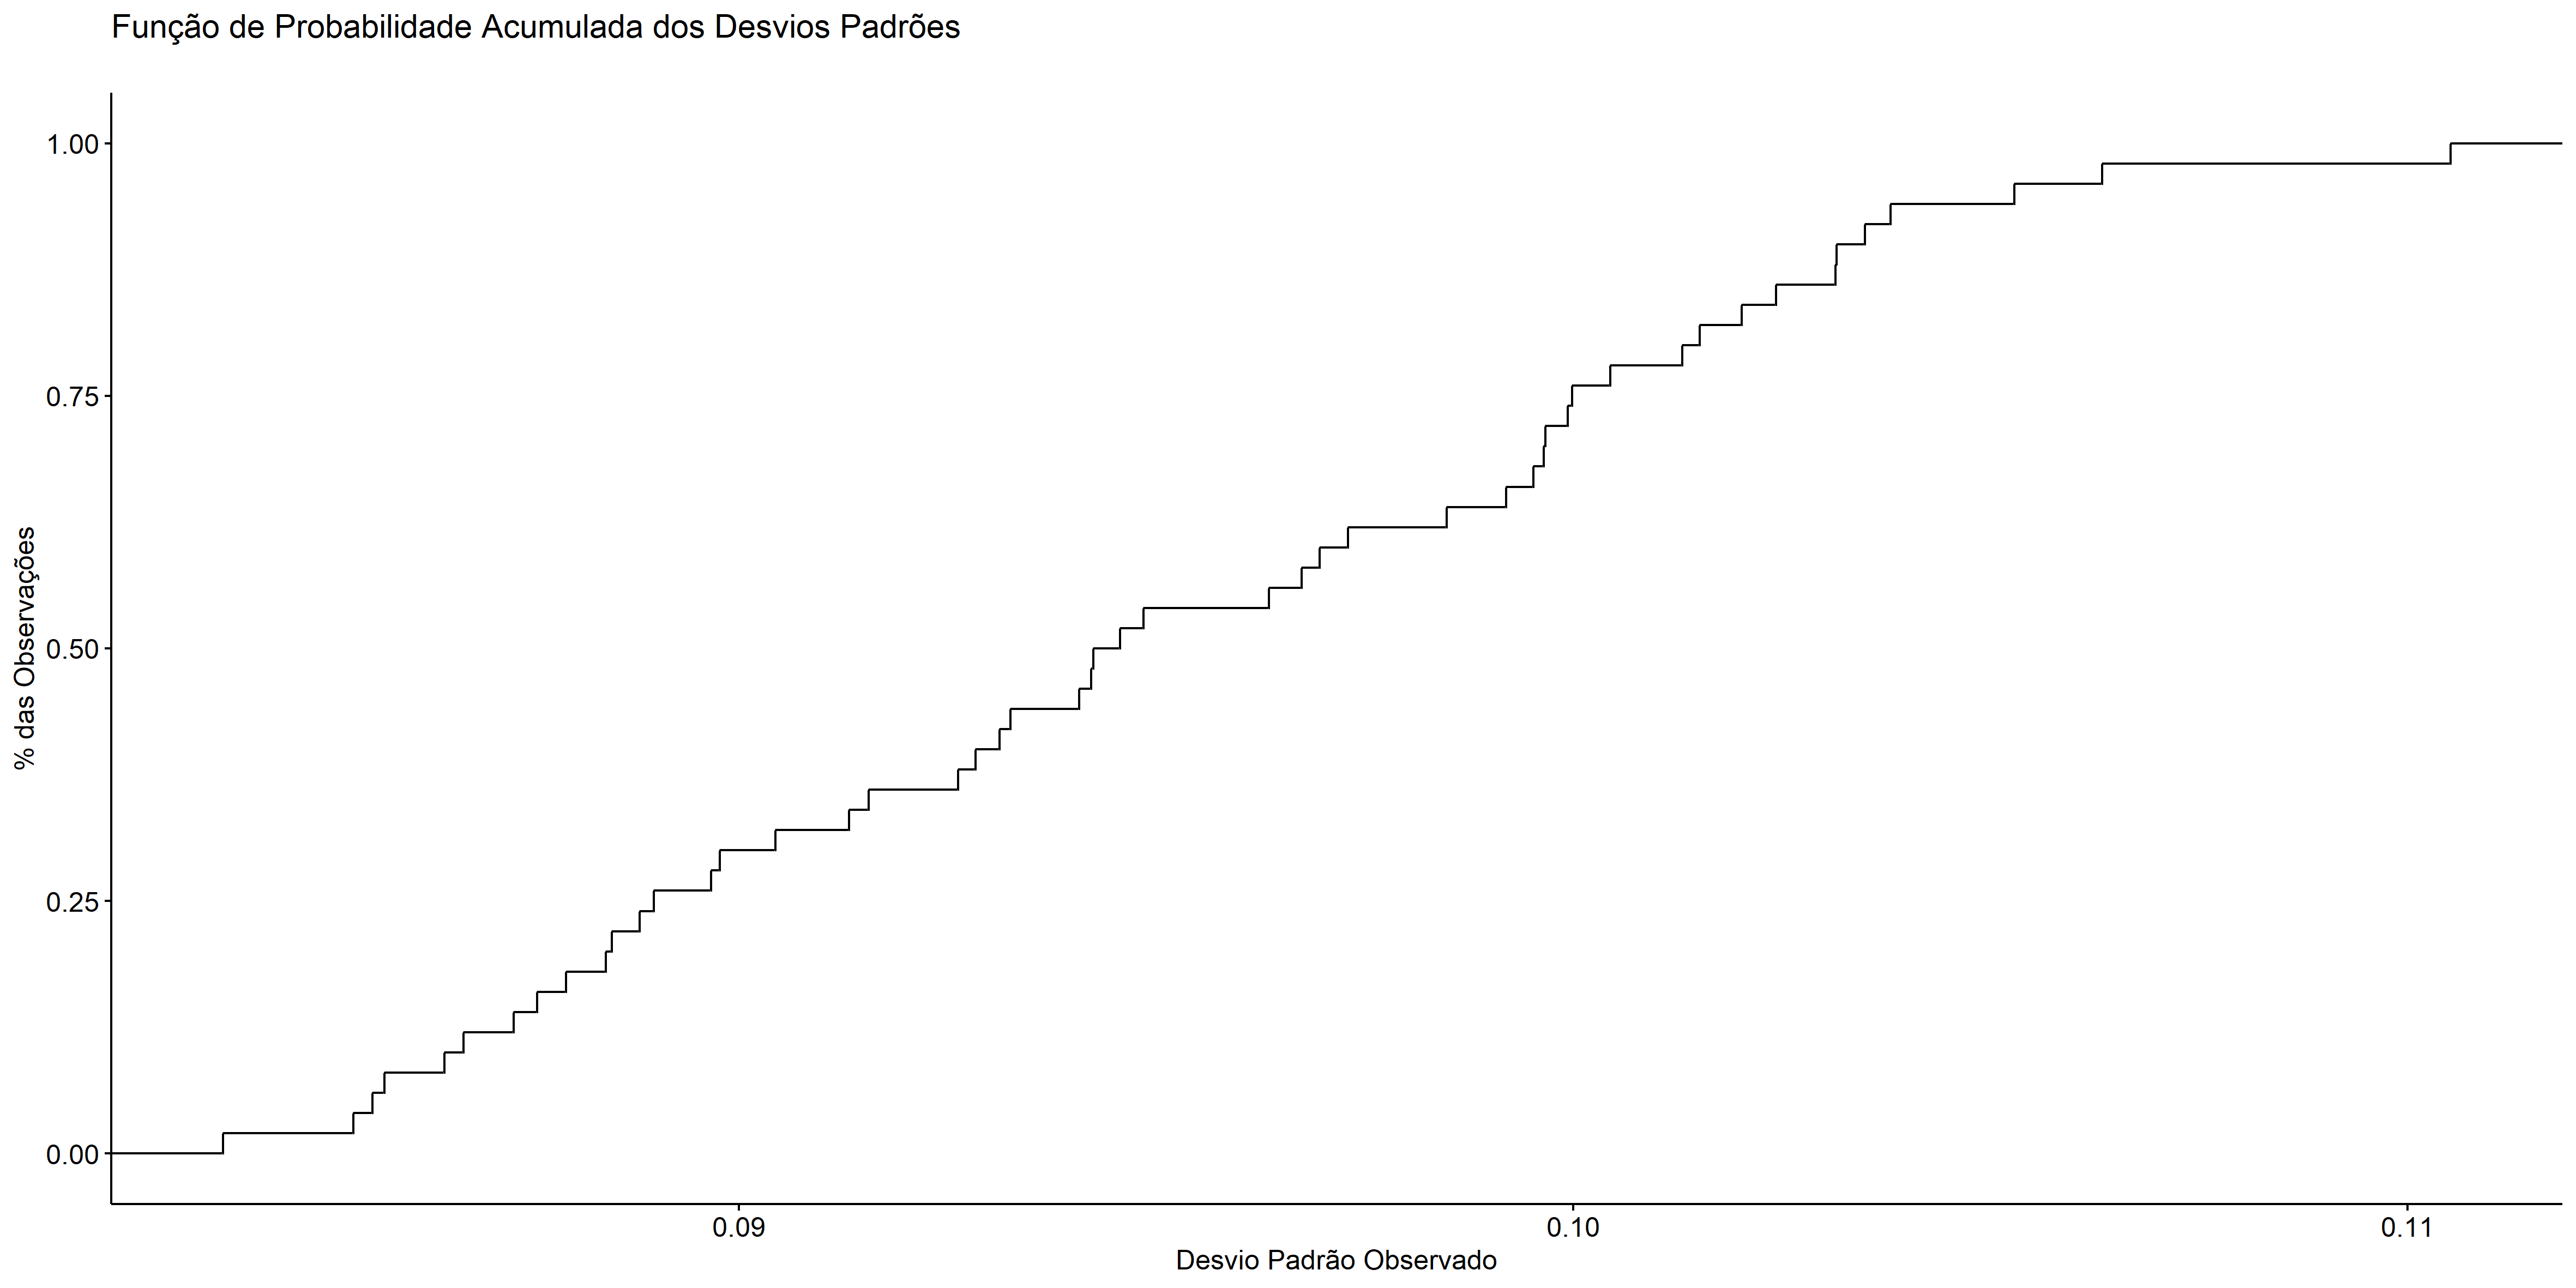 Função de Probabilidade Acumulada dos Desvios Padrões
1.00
0.75
0.50
0.25
0.00
% das Observações
0.09
0.10
0.11
Desvio Padrão Observado